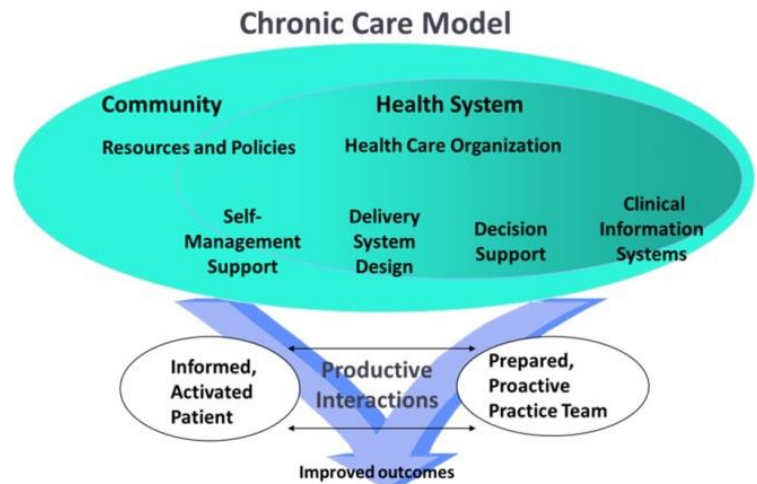 Chronic Care Model
Community
Health System
Resources and Policies
Health Care Organization
Self-
Management
Support
Delivery
System
Design
Decision
Support
Clinical
Information
Systems
Informed,
Activated
Patient
Productive
Interactions
Prepared,
Proactive
Practice Team
Improved outcomes